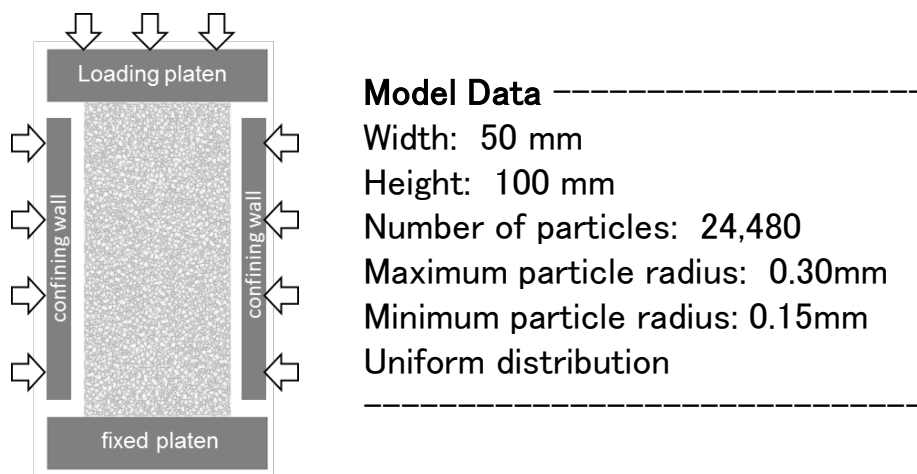 Loading platen
confining wall
confining wall
fixed platen
Model Data --------------------
Width: 50 mm
Height: 100 mm
Number of particles: 24,480
Maximum particle radius: 0.30mm
Minimum particle radius: 0.15mm
Uniform distribution
------------------------------